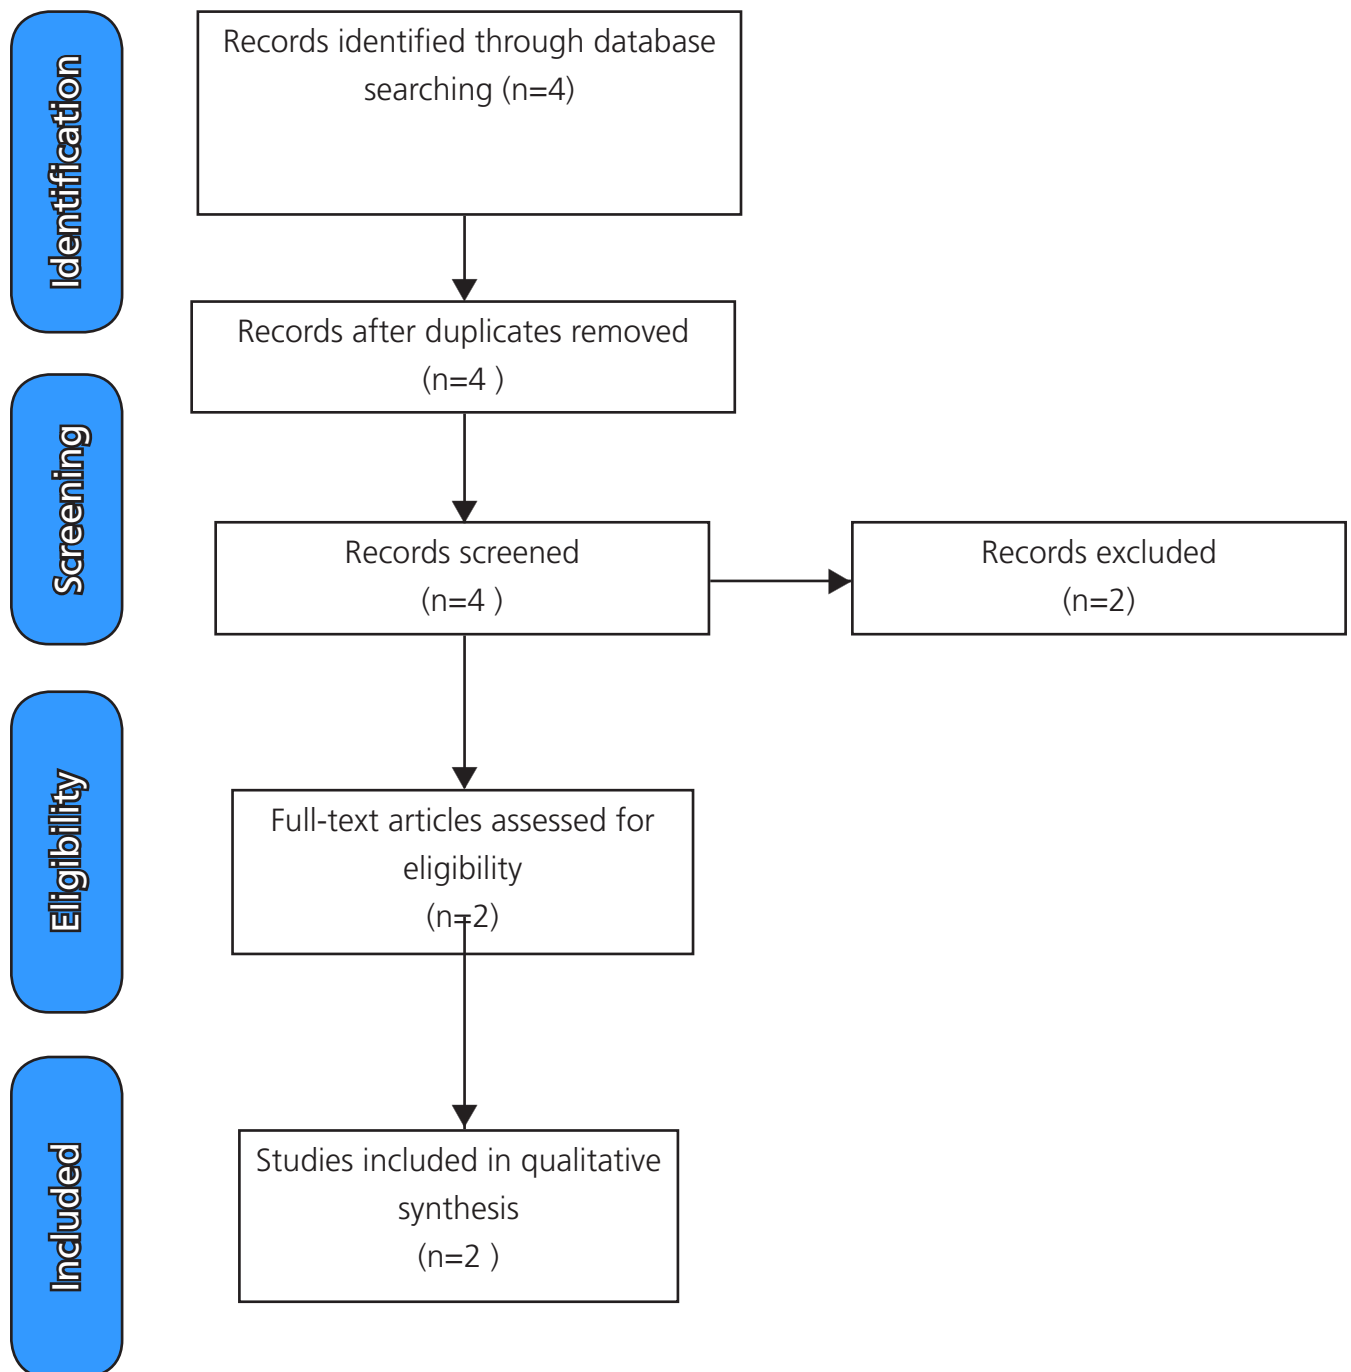 Identification
Records identified through database
searching (n=4)
Records after duplicates removed
(n=4 )
Screening
Records screened
(n=4 )
Records excluded
(n=2)
Eligibility
Full-text articles assessed for
eligibility
(n=2)
Included
Studies included in qualitative
synthesis
(n=2 )